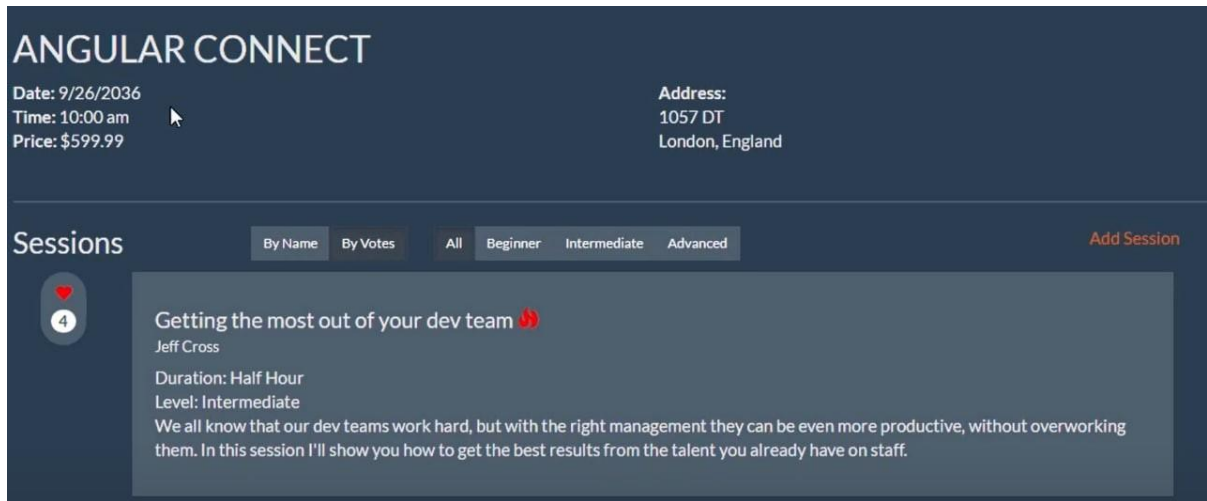 ANGULAR CONNECT
Date: 9/26/2036
Time: 10:00 am
Price: $599.99
Address:
1057 DT
London, England
Sessions
By Name By Votes All Beginner Intermediate Advanced
Add Session
4
Getting the most out of your dev team
Jeff Cross
Duration: Half Hour
Level: Intermediate
We all know that our dev teams work hard, but with the right management they can be even more productive, without overworking
them. In this session I'll show you how to get the best results from the talent you already have on staff.